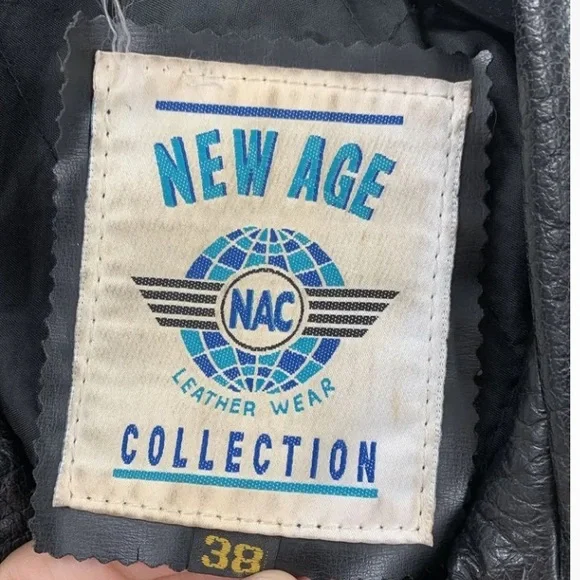 NEW AGE
NAC
LEATHER WEAR
COLLECTION
38